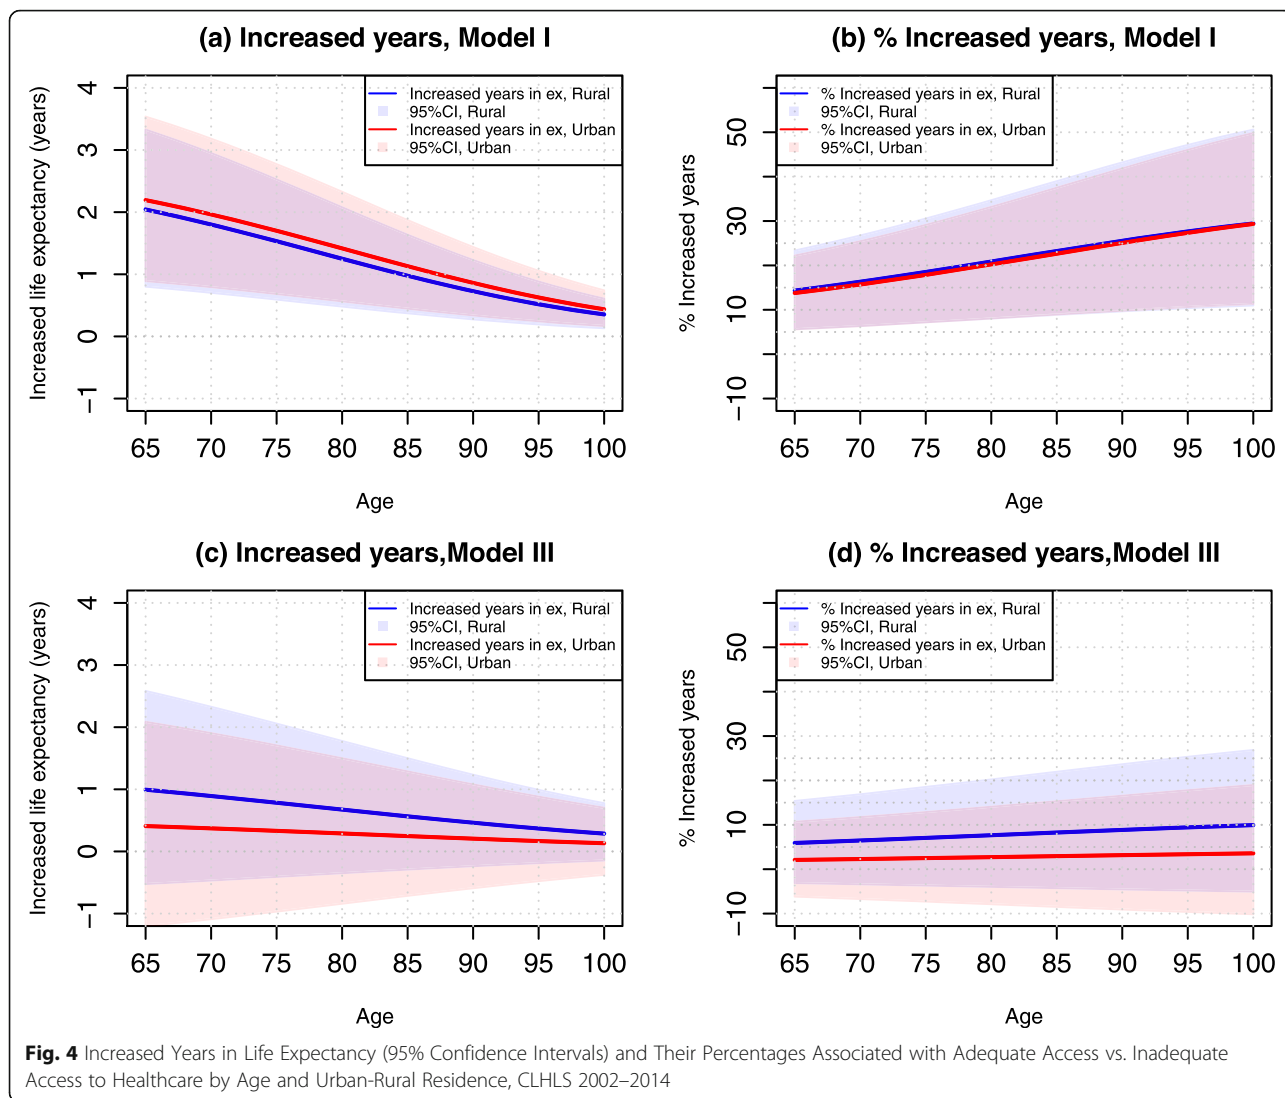 (a) Increased years, Model I
Increased life expectancy (years)
4
3
2
1
0
−1
Increased years in ex, Rural
95%CI, Rural
Increased years in ex, Urban
95%CI, Urban
65 70 75 80 85 90 95 100
Age
(b) % Increased years, Model I
% Increased years
50
30
10
−10
% Increased years in ex, Rural
95%CI, Rural
% Increased years in ex, Urban
95%CI, Urban
65 70 75 80 85 90 95 100
Age
(c) Increased years,Model III
Increased life expectancy (years)
4
3
2
1
0
−1
Increased years in ex, Rural
95%CI, Rural
Increased years in ex, Urban
95%CI, Urban
65 70 75 80 85 90 95 100
Age
(d) % Increased years,Model III
% Increased years
50
30
10
−10
% Increased years in ex, Rural
95%CI, Rural
% Increased years in ex, Urban
95%CI, Urban
65 70 75 80 85 90 95 100
Age
Fig. 4 Increased Years in Life Expectancy (95% Confidence Intervals) and Their Percentages Associated with Adequate Access vs. Inadequate
Access to Healthcare by Age and Urban-Rural Residence, CLHLS 2002–2014